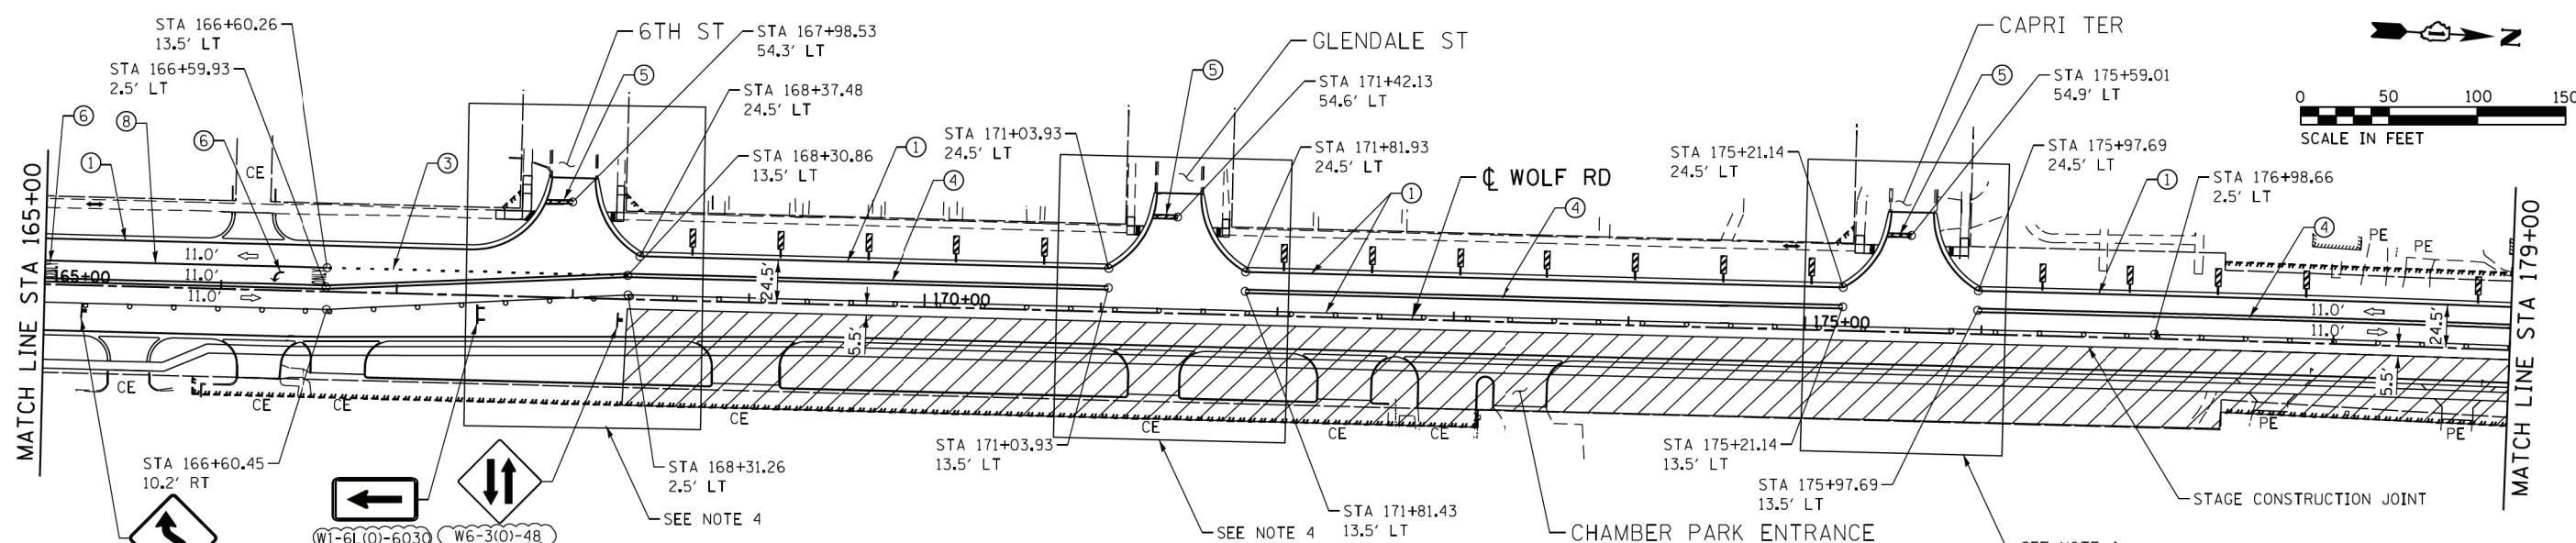 STA 166+60.26
13.5' LT
STA 166+59.93
2.5' LT
6TH ST
5
STA 167+98.53
54.3' LT
STA 168+37.48
24.5' LT
STA 168+30.86
13.5' LT
1
4
STA 171+03.93
24.5' LT
GLENDALE ST
5
STA 171+42.13
54.6' LT
STA 171+81.93
24.5' LT
℄ WOLF RD
1
4
STA 175+21.14
24.5' LT
CAPRI TER
5
STA 175+59.01
54.9' LT
STA 175+97.69
24.5' LT
1
STA 176+98.66
2.5' LT
4
N
0 50 100 150
SCALE IN FEET
6
8
1
6
3
CE
PE
PE
MATCH LINE STA 165+00
11.0'
11.0'
11.0'
165+00
24.5'
5.5'
170+00
175+00
11.0'
11.0'
24.5'
5.5'
MATCH LINE STA 179+00
CE
CE
CE
CE
CE
CE
CE
PE
PE
STA 166+60.45
10.2' RT
W1-6L(O)-6030
W6-3(O)-48
STA 168+31.26
2.5' LT
SEE NOTE 4
STA 171+03.93
13.5' LT
SEE NOTE 4
STA 171+81.43
13.5' LT
CHAMBER PARK ENTRANCE
STA 175+21.14
13.5' LT
STA 175+97.69
13.5' LT
STAGE CONSTRUCTION JOINT